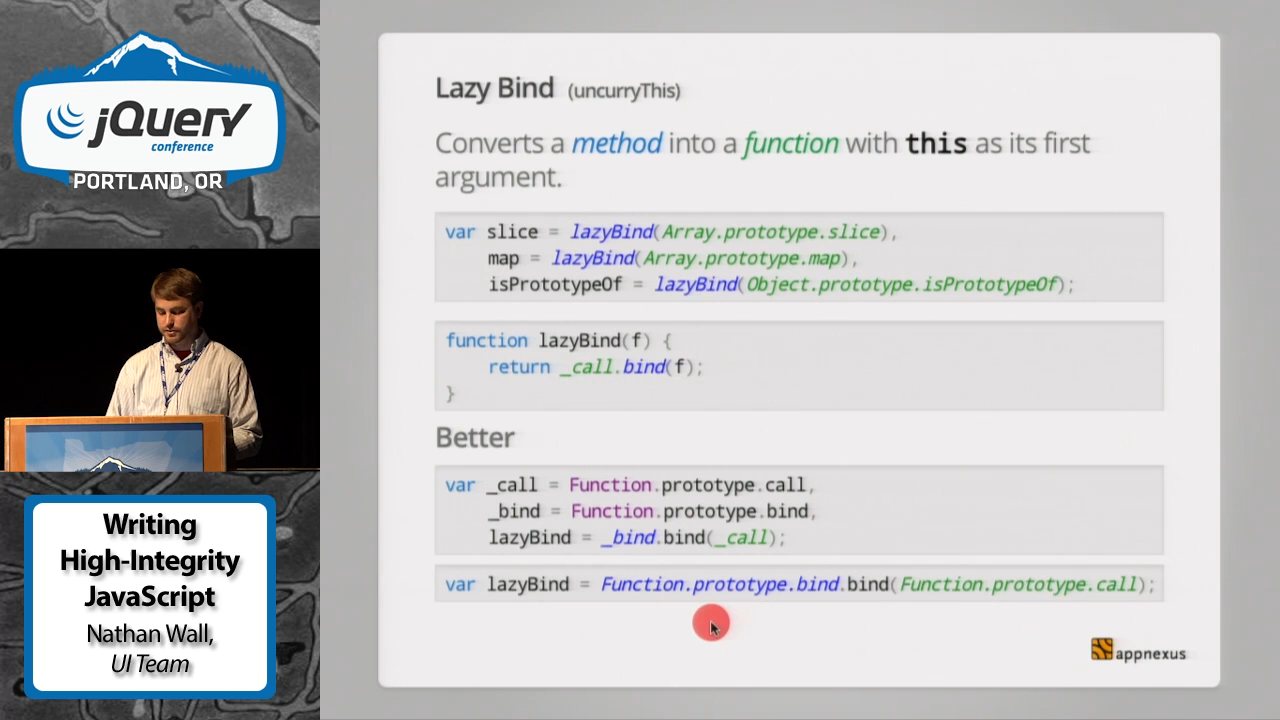 jQuery
conference
PORTLAND, OR
Writing
High-Integrity
JavaScript
Nathan Wall,
UI Team
Lazy Bind (uncurryThis)
Converts a method into a function with this as its first
argument.
var slice = lazyBind(Array.prototype.slice),
    map = lazyBind(Array.prototype.map),
    isPrototypeOf = lazyBind(Object.prototype.isPrototypeOf);
function lazyBind(f) {
    return _call.bind(f);
}
Better
var _call = Function.prototype.call,
    _bind = Function.prototype.bind,
    lazyBind = _bind.bind(_call);
var lazyBind = Function.prototype.bind.bind(Function.prototype.call);
appnexus